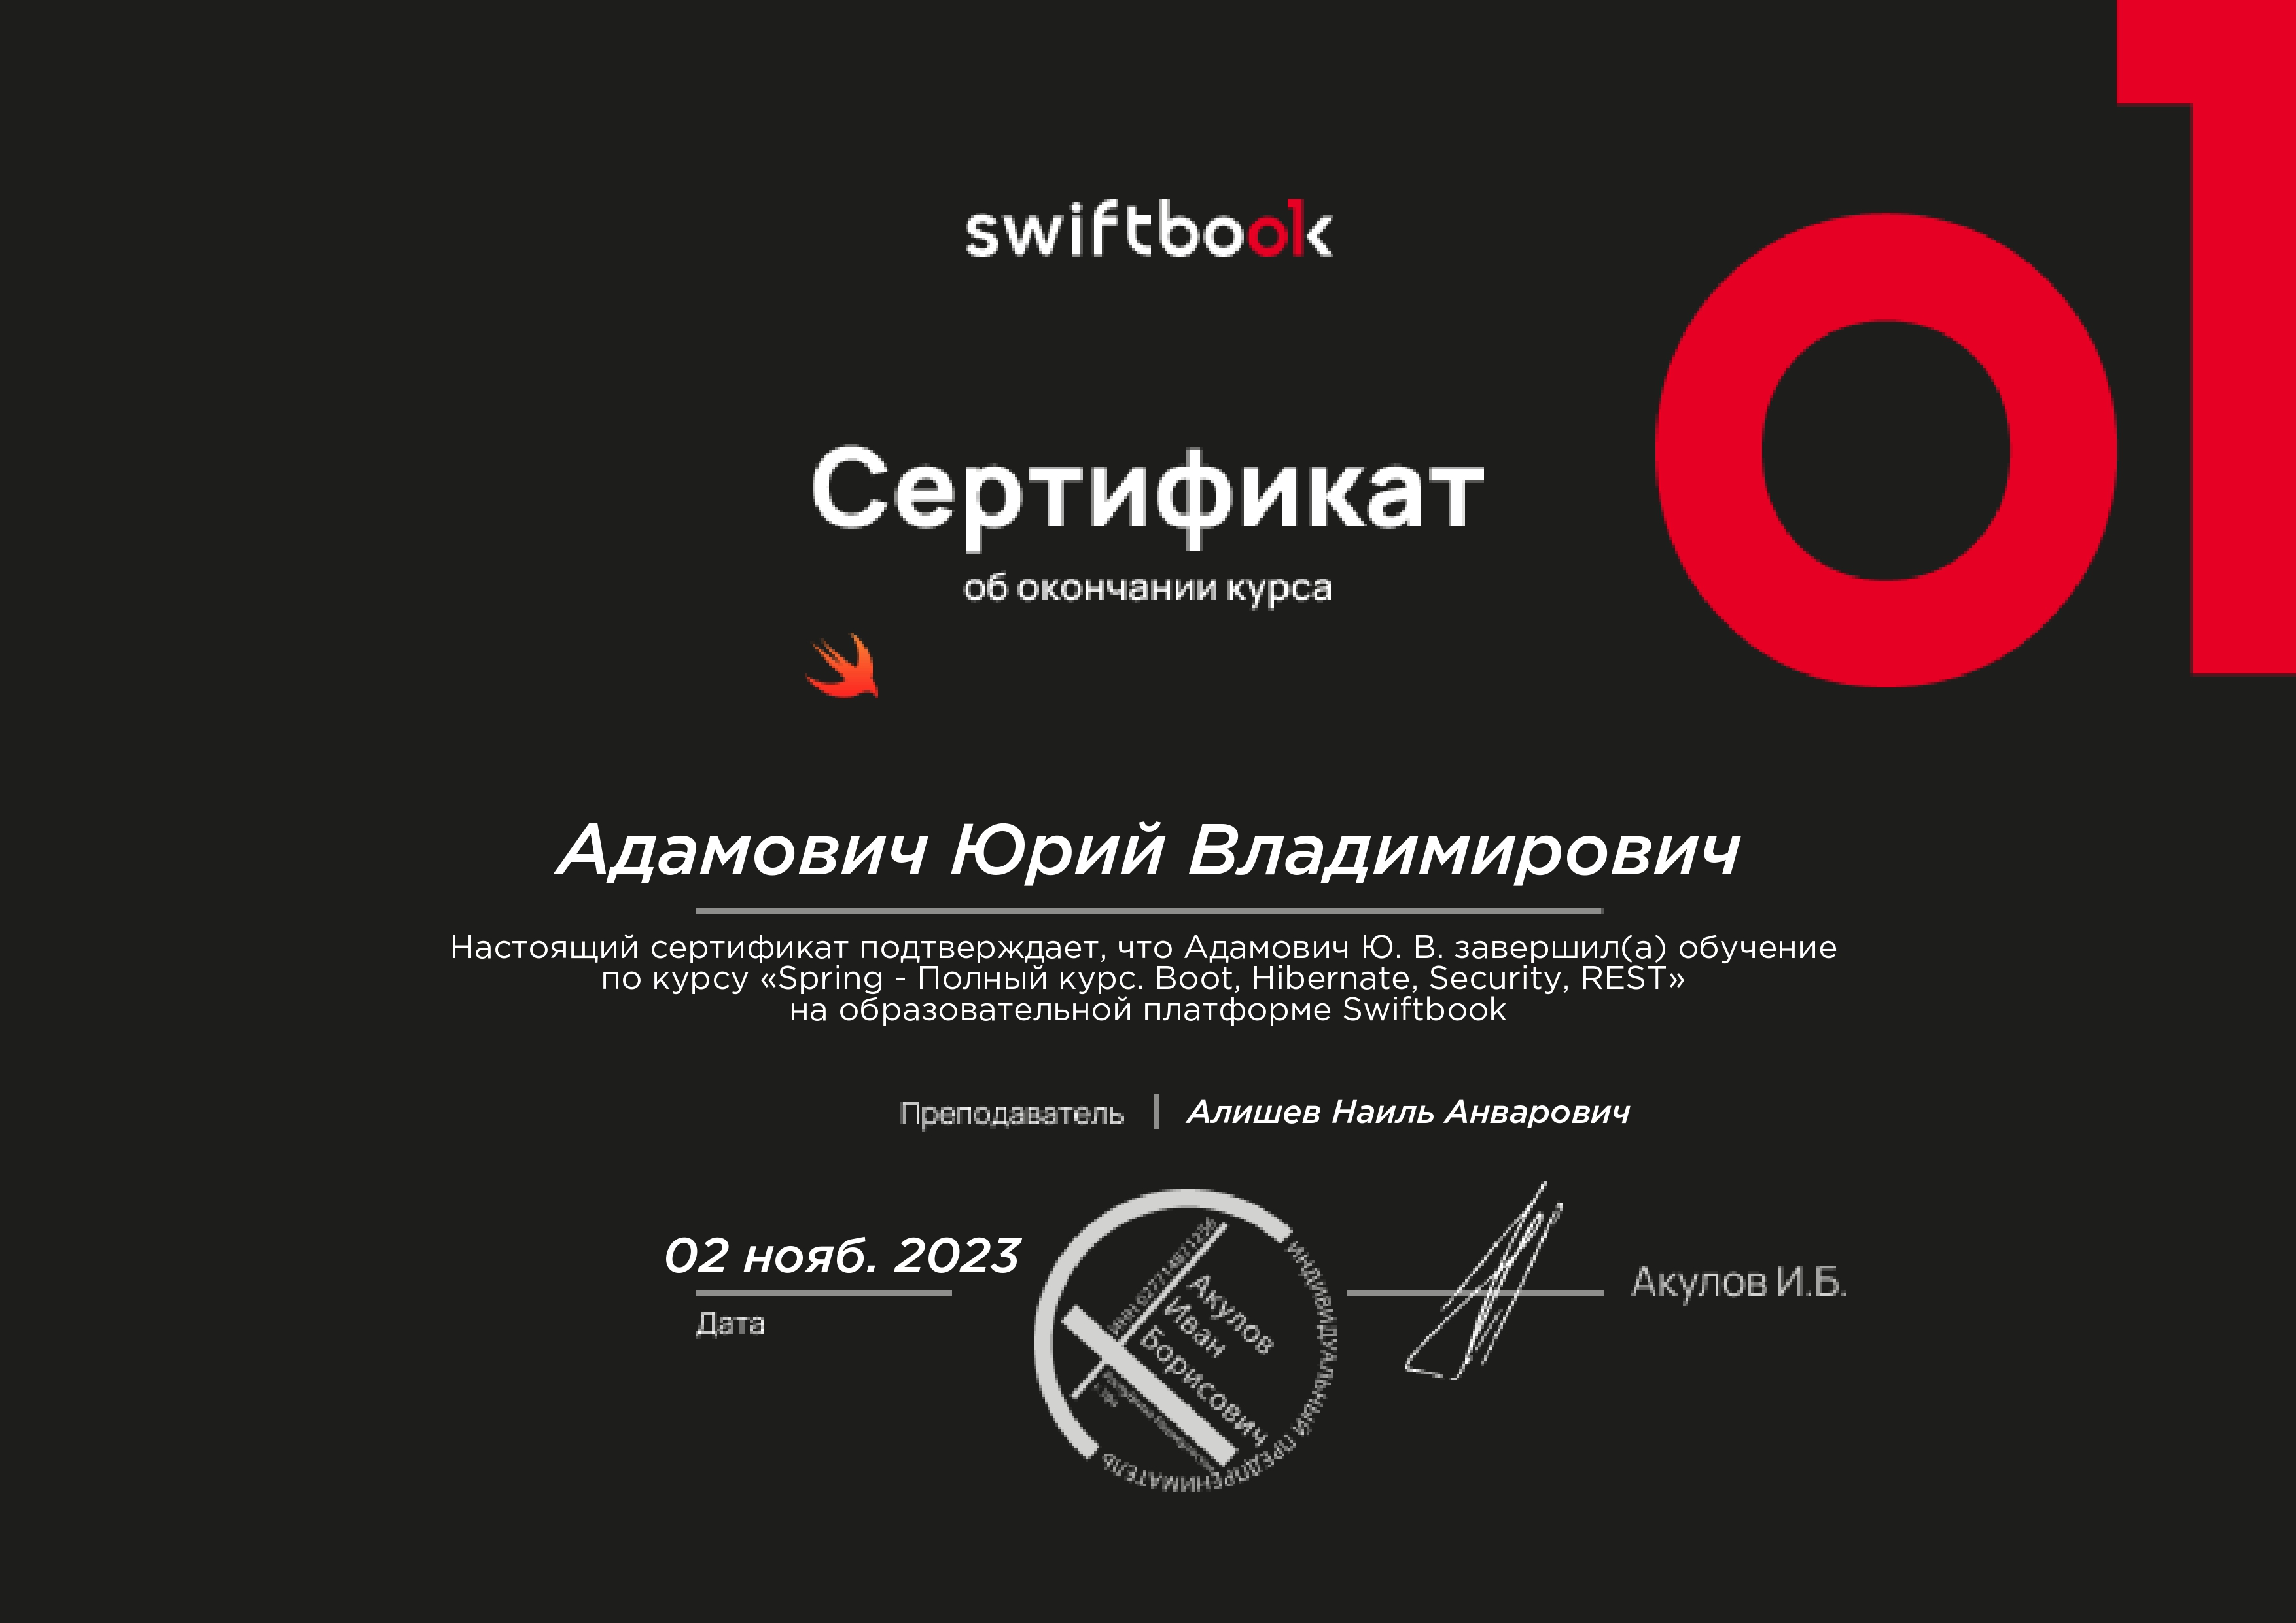 swiftbook
Сертификат
об окончании курса
Адамович Юрий Владимирович
Настоящий сертификат подтверждает, что Адамович Ю. В. завершил(а) обучение
по курсу «Spring - Полный курс. Boot, Hibernate, Security, REST»
на образовательной платформе Swiftbook
Преподаватель | Алишев Наиль Анварович
02 нояб. 2023
Дата
Акулов
Иван
Борисович
ИНДИВИДУАЛЬНЫЙ ПРЕДПРЕНИМАТЕЛЬ
Акулов И.Б.